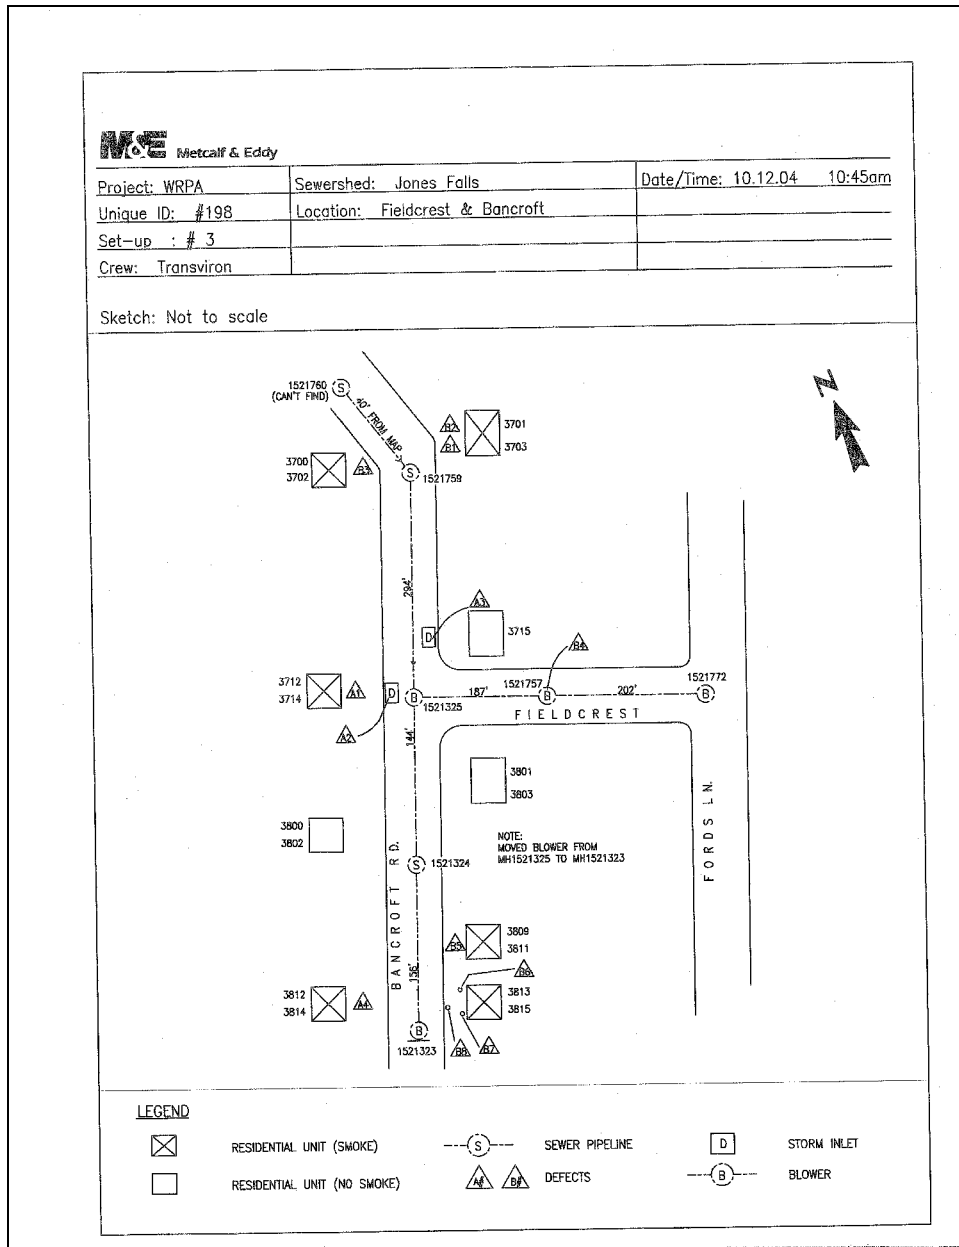 M&E Metcalf & Eddy
Project: WRPA
Sewershed: Jones Falls
Date/Time: 10.12.04 10:45am
Unique ID: #198
Location: Fieldcrest & Bancroft
Set-up : # 3
Crew: Transviron
Sketch: Not to scale
1521760
(CAN'T FIND)
S
40' FROM MAP
N
B2
B1
3701
3703
3700
3702
B3
S
1521759
294'
A3
D
3715
B4
3712
3714
A1
D
B
1521325
187'
1521757
B
202'
1521772
B
FIELDCREST
A2
144'
3801
3803
3800
3802
NOTE:
MOVED BLOWER FROM
MH1521325 TO MH1521323
S
1521324
BANCROFT RD.
FORDS LN.
B5
3809
3811
156'
B6
3812
3814
A4
3813
3815
B
1521323
B8
B7
LEGEND
RESIDENTIAL UNIT (SMOKE)
S
SEWER PIPELINE
D
STORM INLET
RESIDENTIAL UNIT (NO SMOKE)
A#
B#
DEFECTS
B
BLOWER